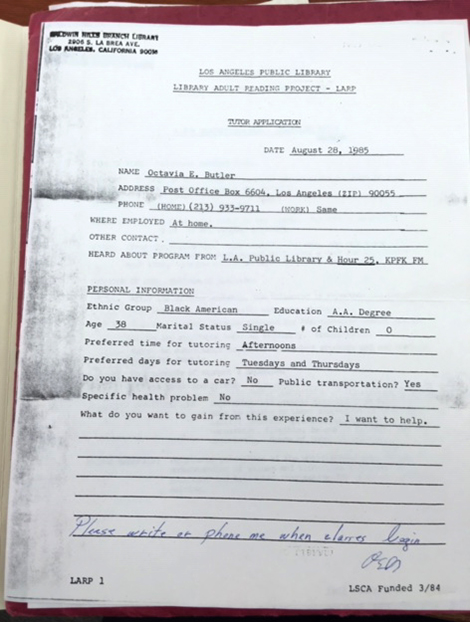 BALDWIN HILLS BRANCH LIBRARY
2906 S. LA BREA AVE.
LOS ANGELES, CALIFORNIA 90016
LOS ANGELES PUBLIC LIBRARY
LIBRARY ADULT READING PROJECT - LARP
TUTOR APPLICATION
DATE August 28, 1985
NAME Octavia E. Butler
ADDRESS Post Office Box 6604, Los Angeles (ZIP) 90055
PHONE (HOME) (213) 933-9711 (WORK) Same
WHERE EMPLOYED At home.
OTHER CONTACT.
HEARD ABOUT PROGRAM FROM L.A. Public Library & Hour 25, KPFK FM
PERSONAL INFORMATION
Ethnic Group Black American Education A.A. Degree
Age 38 Marital Status Single # of Children 0
Preferred time for tutoring Afternoons
Preferred days for tutoring Tuesdays and Thursdays
Do you have access to a car? No Public transportation? Yes
Specific health problem No
What do you want to gain from this experience? I want to help.
Please write or phone me when classes begin
OEB
LARP 1
LSCA Funded 3/84